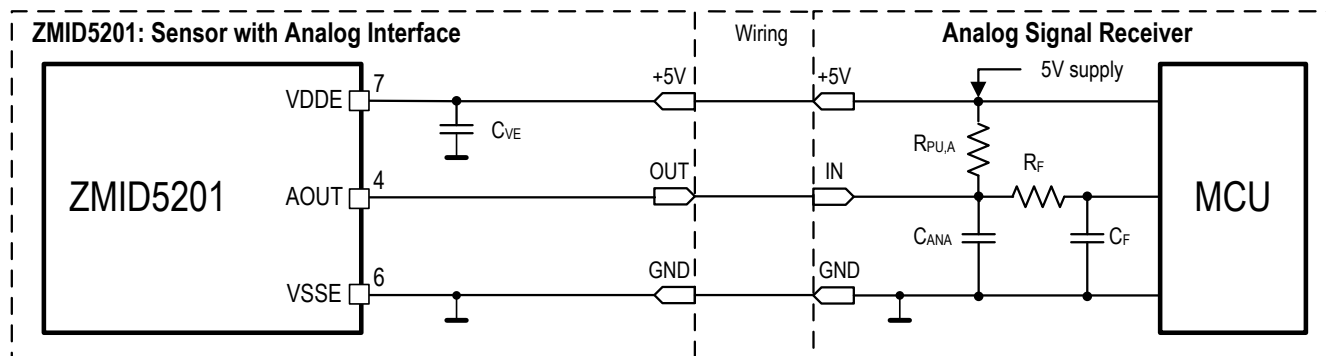 ZMID5201: Sensor with Analog Interface
Wiring
Analog Signal Receiver
7
VDDE
CVE
+5V
+5V
5V supply
RPU,A
RF
ZMID5201
4
AOUT
OUT
IN
MCU
CANA
CF
6
VSSE
GND
GND